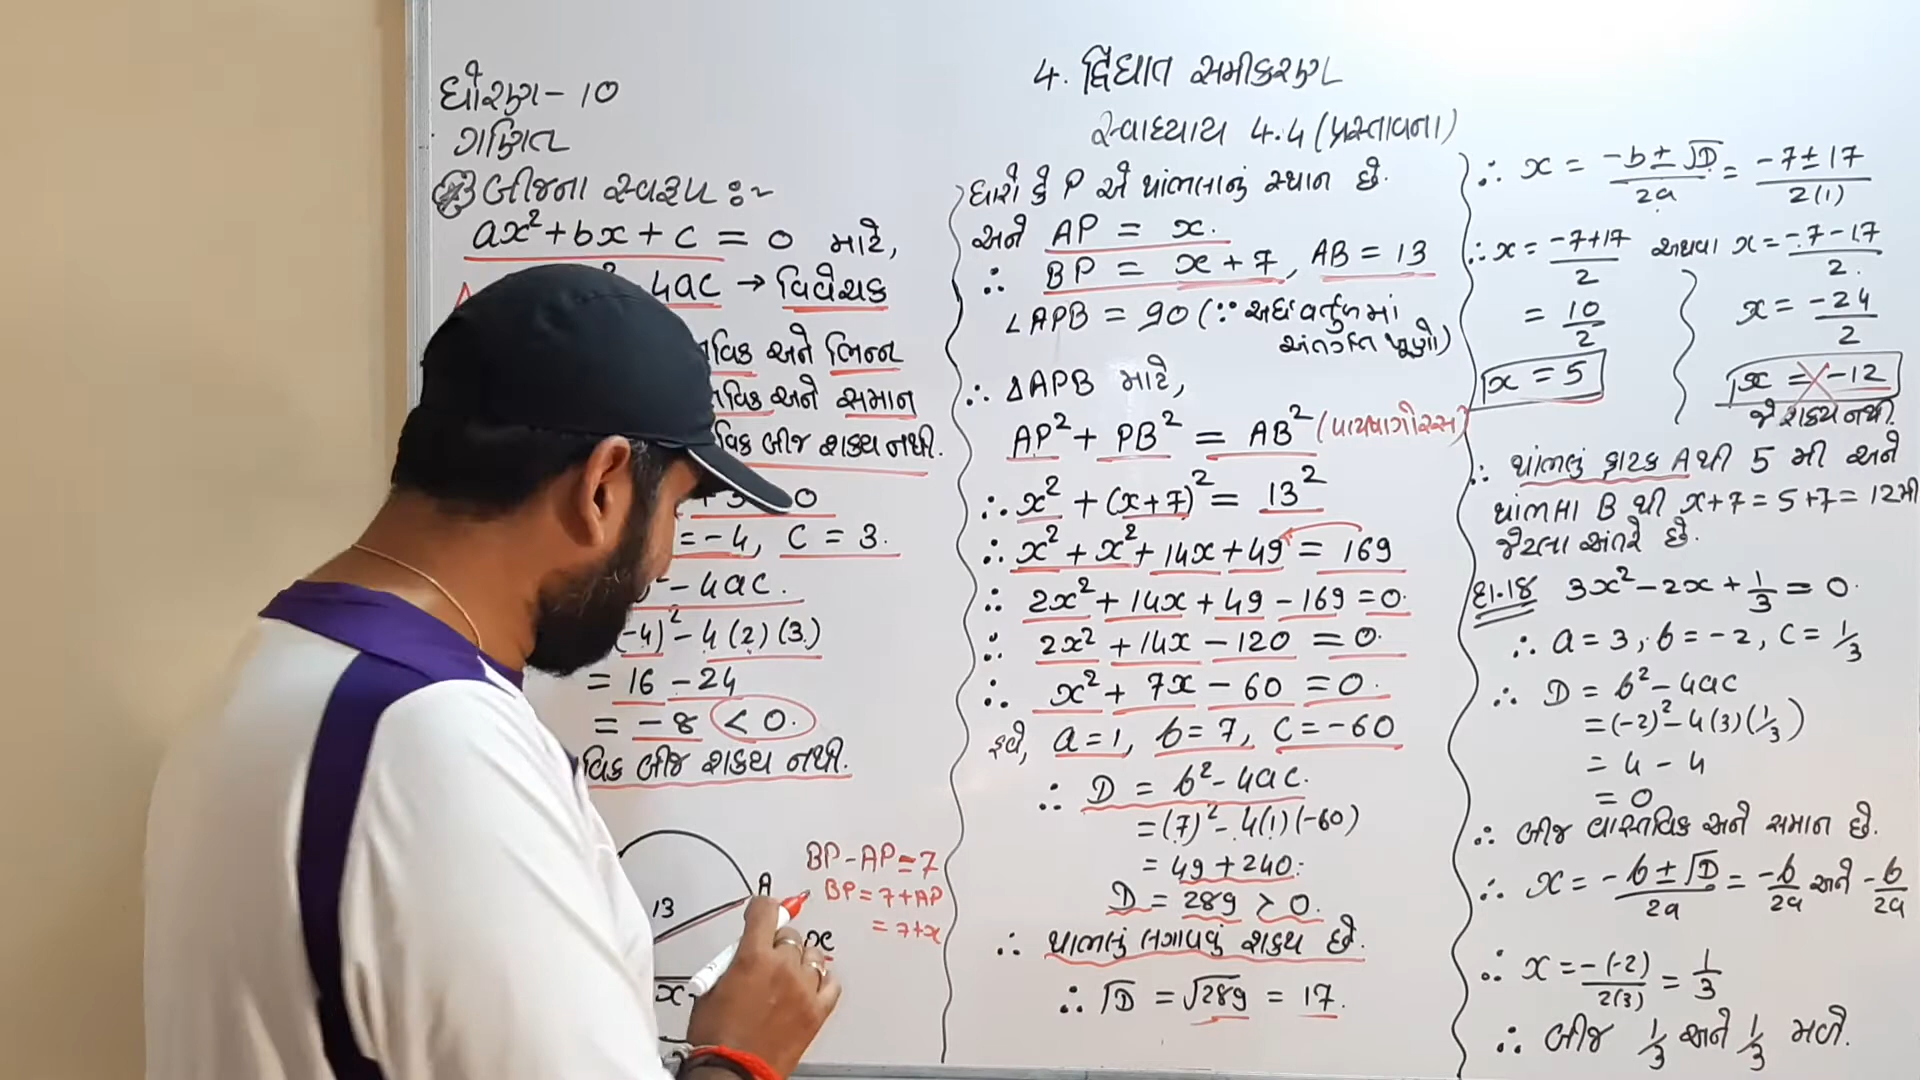 ધોરણ-10
ગણિત
બીજના સ્વરૂપ :~
ax²+bx+c = 0 માટે,
4ac → વિવેચક
અને ભિન્ન
અને સમાન
બીજ શક્ય નથી.
= -4, C = 3.
- 4ac.
(-4)² - 4(2)(3)
= 16 - 24
= -8 < 0.
બીજ શક્ય નથી.
BP-AP=7
A
BP=7+AP
13
=7+x
x
4. દ્વિઘાત સમીકરણ
સ્વાધ્યાય 4.4 (પ્રસ્તાવના)
ધારો કે P એ થાંભલાનું સ્થાન છે.
અને AP = x.
∴ BP = x+7, AB = 13
∠APB = 90 (∵ અર્ધવર્તુળમાં
અંતર્ગત ખૂણો)
∴ ΔAPB માટે,
AP² + PB² = AB² (પાયથાગોરસ)
∴ x² + (x+7)² = 13²
∴ x² + x² + 14x + 49 = 169
∴ 2x² + 14x + 49 - 169 = 0.
∴ 2x² + 14x - 120 = 0.
∴ x² + 7x - 60 = 0.
હવે, a=1, b=7, C=-60
∴ D = b² - 4ac.
= (7)² - 4(1)(-60)
= 49 + 240.
D = 289 > 0.
∴ થાંભલું લગાવવું શક્ય છે.
∴ √D = √289 = 17.
∴ x = -b±√D/2a = -7±17/2(1)
∴ x = -7+17/2 અથવા x = -7-17/2.
= 10/2 x = -24/2
x = 5 x = -12
જે શક્ય નથી.
∴ થાંભલું ફાટક A થી 5 મી અને
થાંભલા B થી x+7 = 5+7 = 12મી
જેટલા અંતરે છે.
દા.18 3x² - 2x + 1/3 = 0.
∴ a = 3, b = -2, C = 1/3
∴ D = b² - 4ac
= (-2)² - 4(3)(1/3)
= 4 - 4
= 0
∴ બીજ વાસ્તવિક અને સમાન છે.
∴ x = -b±√D/2a = -b/2a અને -b/2a
∴ x = -(-2)/2(3) = 1/3
∴ બીજ 1/3 અને 1/3 મળે.